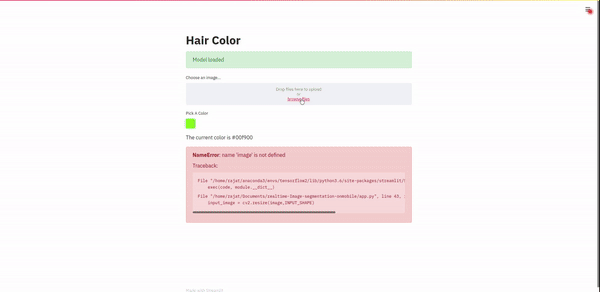 Hair Color
Model loaded
Choose an image...
Drop files here to upload
or
browse files
Pick A Color
The current color is #00f900
NameError: name 'image' is not defined
Traceback:
File "/home/rajat/anaconda3/envs/tensorflow2/lib/python3.6/site-packages/streamlit/
exec(code, module.__dict__)
File "/home/rajat/Documents/realtime-image-segmentation-onmobile/app.py", line 43,
input_image = cv2.resize(image,INPUT_SHAPE)
Made with Streamlit